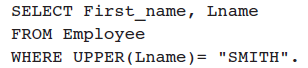 SELECT First_name, Lname
FROM Employee
WHERE UPPER(Lname)= "SMITH".